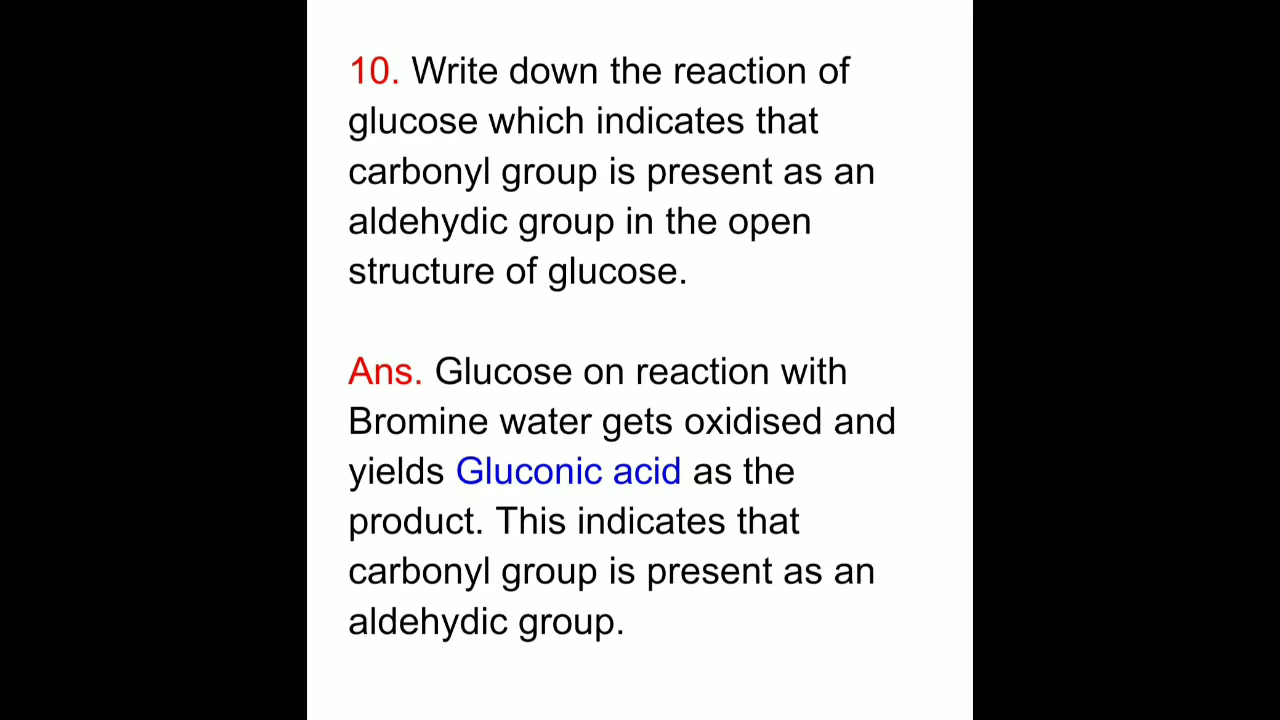 10. Write down the reaction of
glucose which indicates that
carbonyl group is present as an
aldehydic group in the open
structure of glucose.
Ans. Glucose on reaction with
Bromine water gets oxidised and
yields Gluconic acid as the
product. This indicates that
carbonyl group is present as an
aldehydic group.